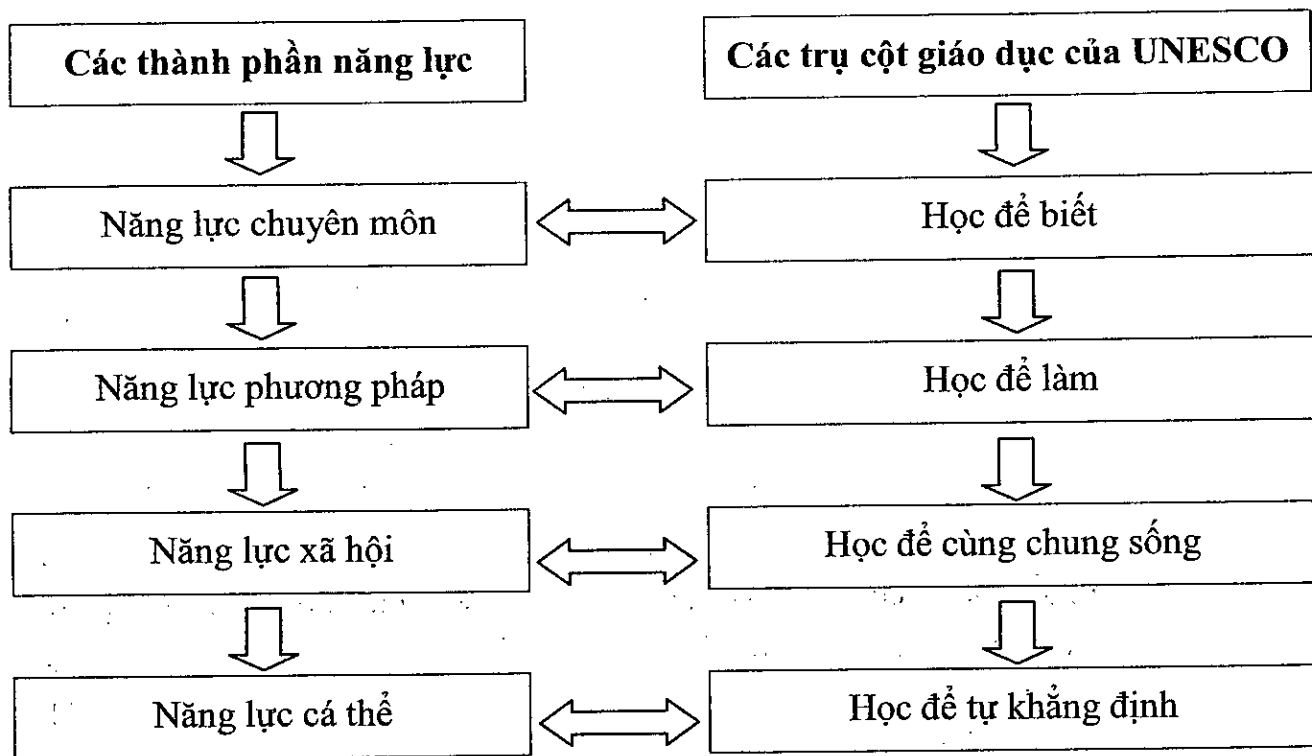 Các thành phần năng lực
Các trụ cột giáo dục của UNESCO
Năng lực chuyên môn
Học để biết
Năng lực phương pháp
Học để làm
Năng lực xã hội
Học để cùng chung sống
Năng lực cá thể
Học để tự khẳng định